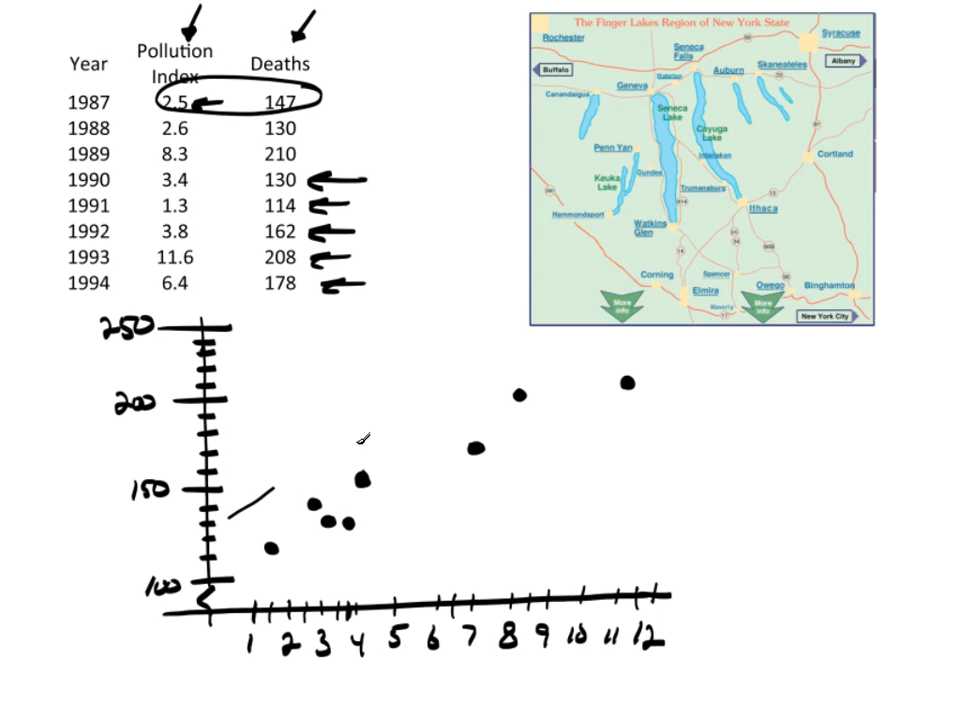 Pollution
Year Index Deaths
1987 2.5 147
1988 2.6 130
1989 8.3 210
1990 3.4 130
1991 1.3 114
1992 3.8 162
1993 11.6 208
1994 6.4 178
The Finger Lakes Region of New York State
Rochester
Syracuse
Seneca
Falls
Buffalo
Albany
Waterloo
Auburn
Skaneateles
Geneva
Canandaigua
Seneca
Lake
Cayuga
Lake
Penn Yan
Interlaken
Cortland
Dundee
Keuka
Lake
Trumansburg
Hammondsport
Ithaca
Watkins
Glen
Corning
Spencer
Elmira
Owego
Binghamton
Waverly
More
info
More
info
New York City
250
200
150
100
1 2 3 4 5 6 7 8 9 10 11 12